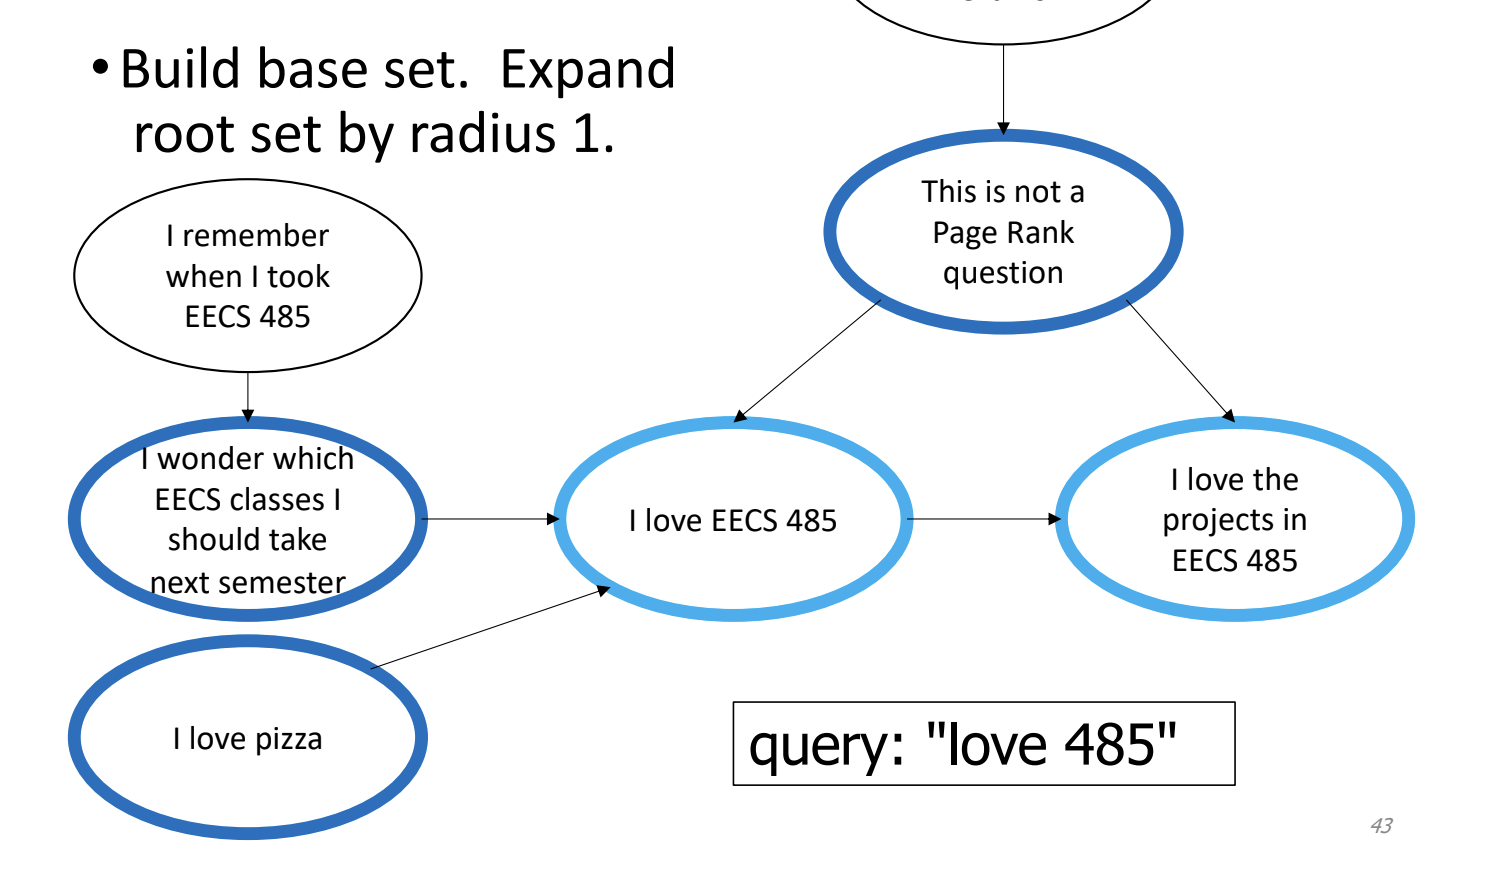 • Build base set.  Expand
root set by radius 1.
This is not a
Page Rank
question
I remember
when I took
EECS 485
I wonder which
EECS classes I
should take
next semester
I love EECS 485
I love the
projects in
EECS 485
I love pizza
query: "love 485"
43